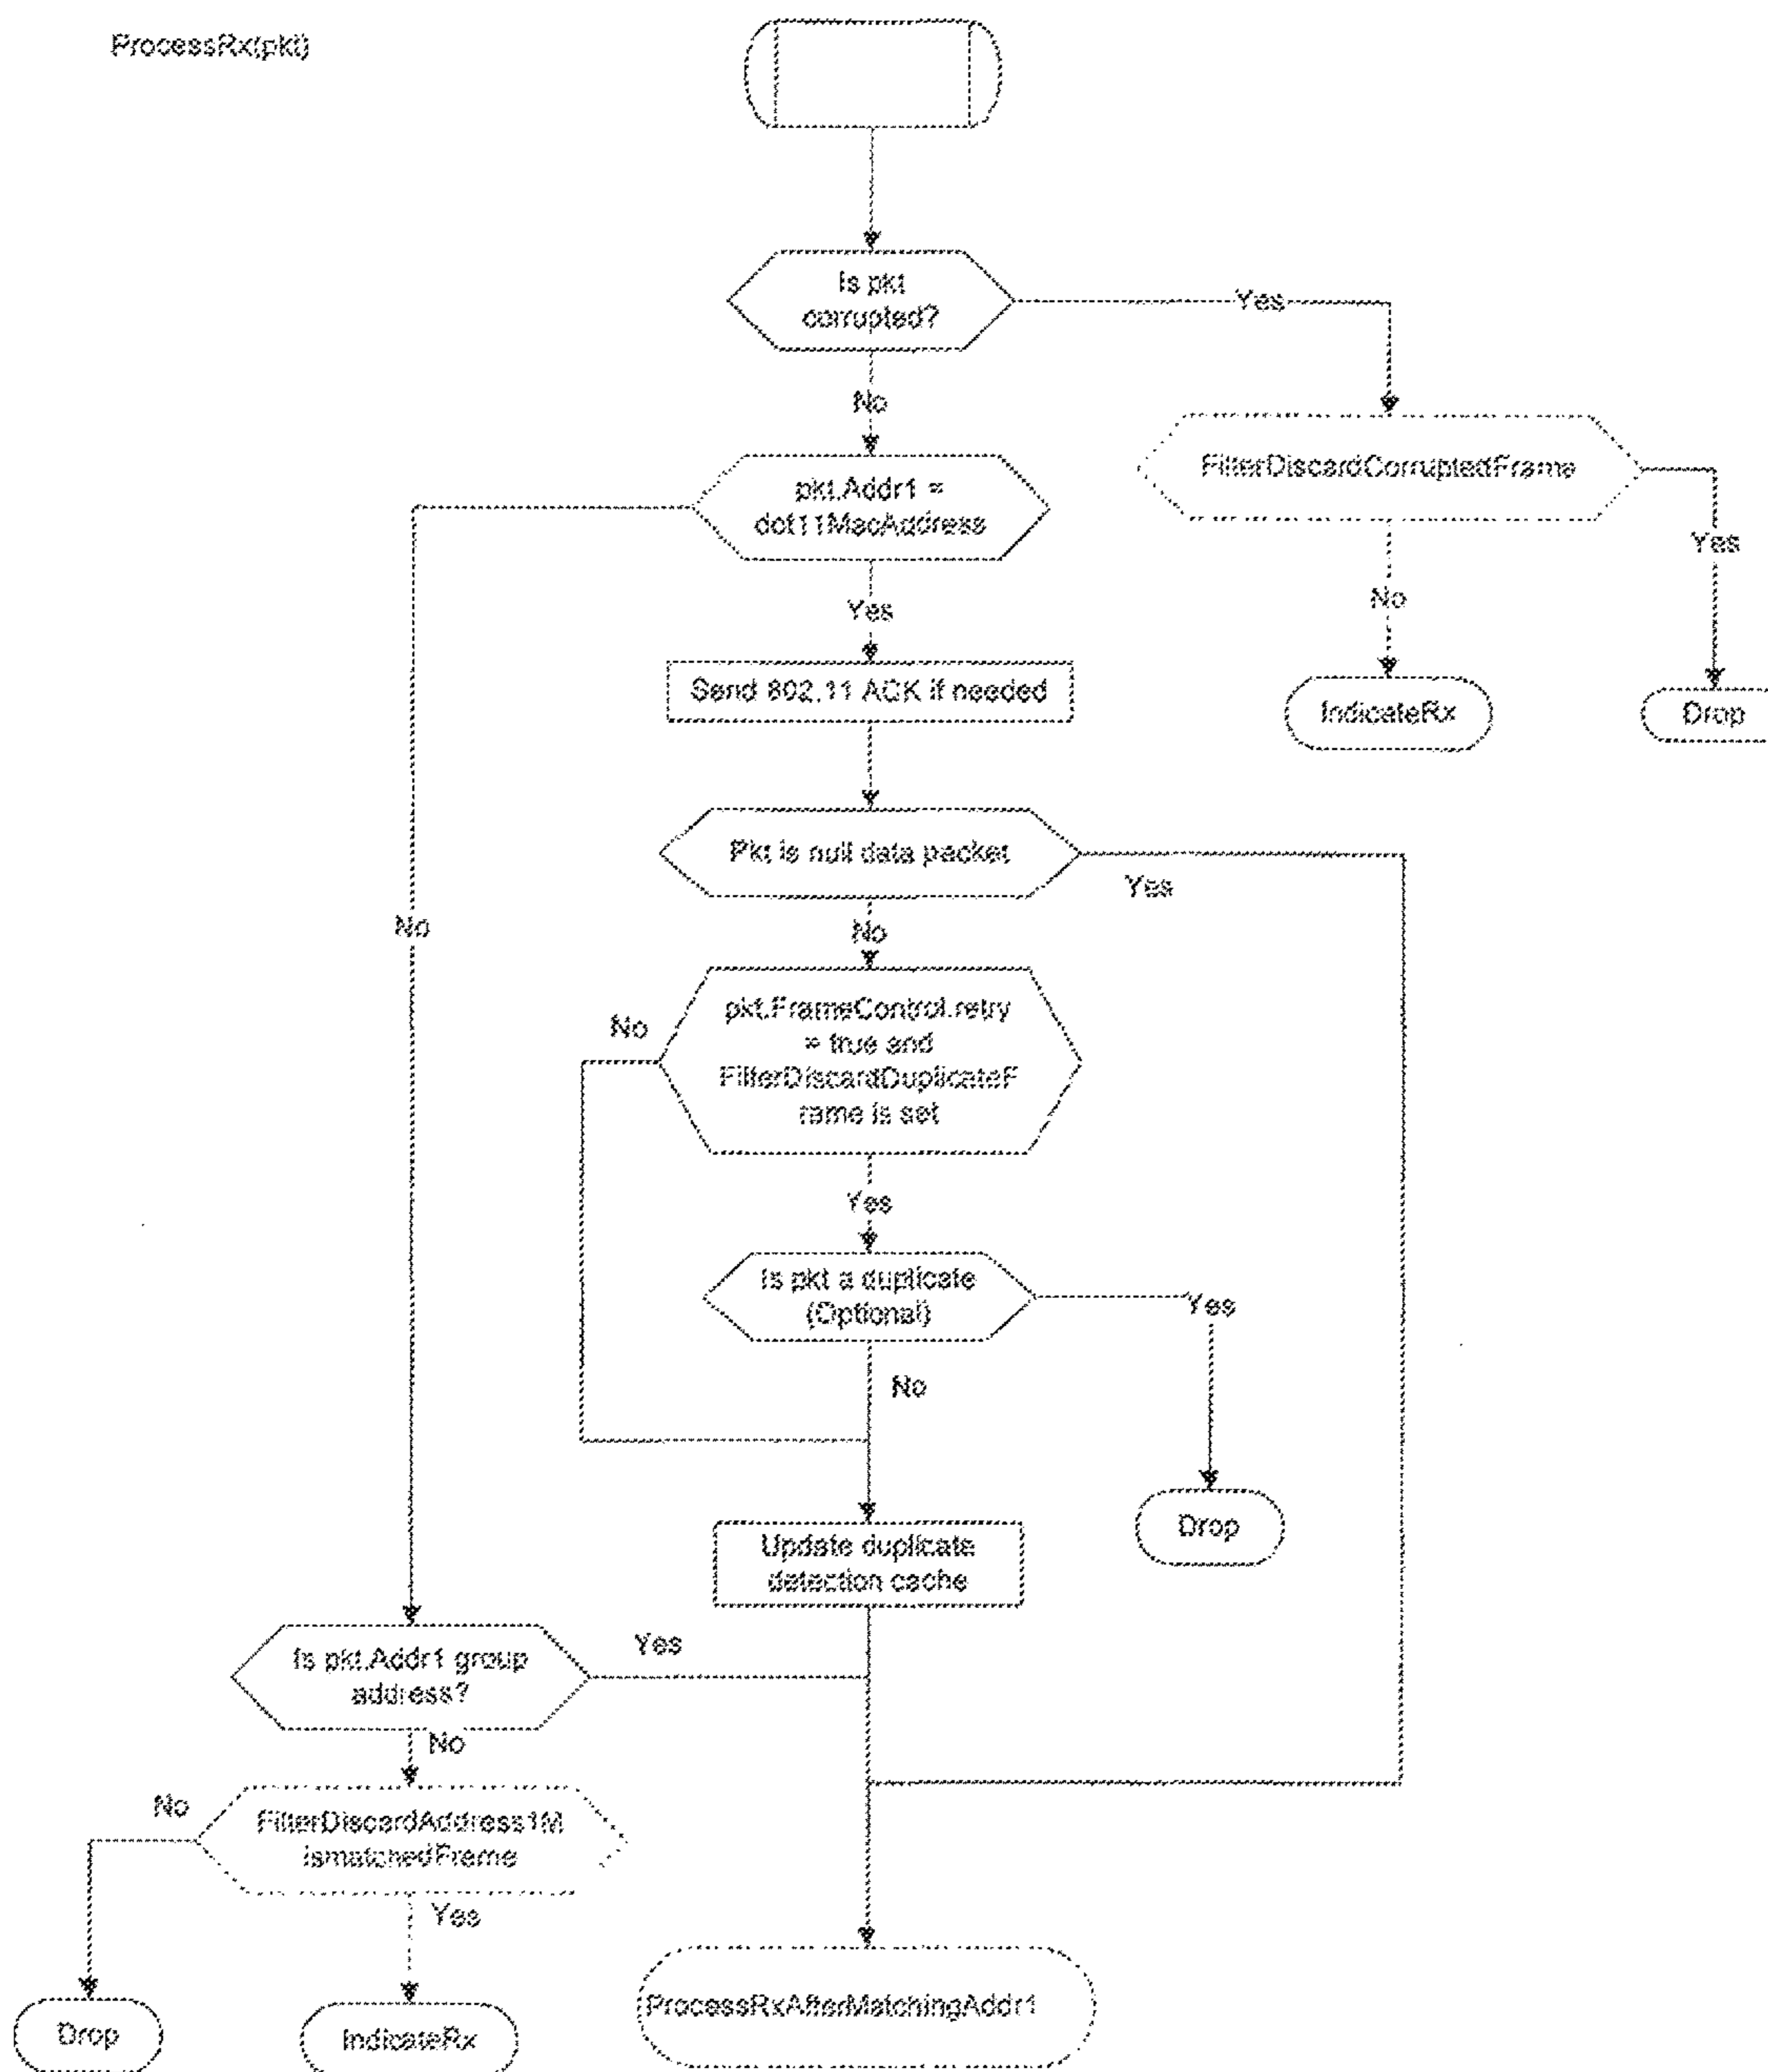 ProcessRx(pkt)
Is pkt
corrupted?
Yes
No
pkt.Addr1 =
dot11MacAddress
FilterDiscardCorruptedFrame
Yes
Yes
No
Send 802.11 ACK if needed
IndicateRx
Drop
Pkt is null data packet
Yes
No
No
pkt.FrameControl.retry
= true and
FilterDiscardDuplicateF
rame is set
No
Yes
Is pkt a duplicate
(Optional)
Yes
No
Drop
Update duplicate
detection cache
Is pkt.Addr1 group
address?
Yes
No
FilterDiscardAddress1M
ismatchedFrame
No
Yes
Drop
IndicateRx
ProcessRxAfterMatchingAddr1